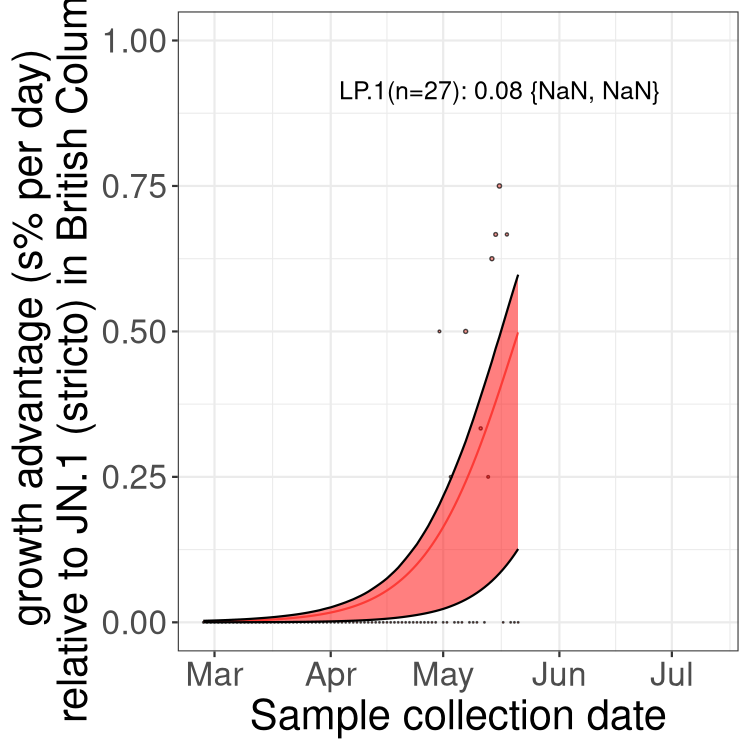 growth advantage (s% per day)
relative to JN.1 (stricto) in British Colum
1.00
0.75
0.50
0.25
0.00
LP.1(n=27): 0.08 {NaN, NaN}
Mar Apr May Jun Jul
Sample collection date